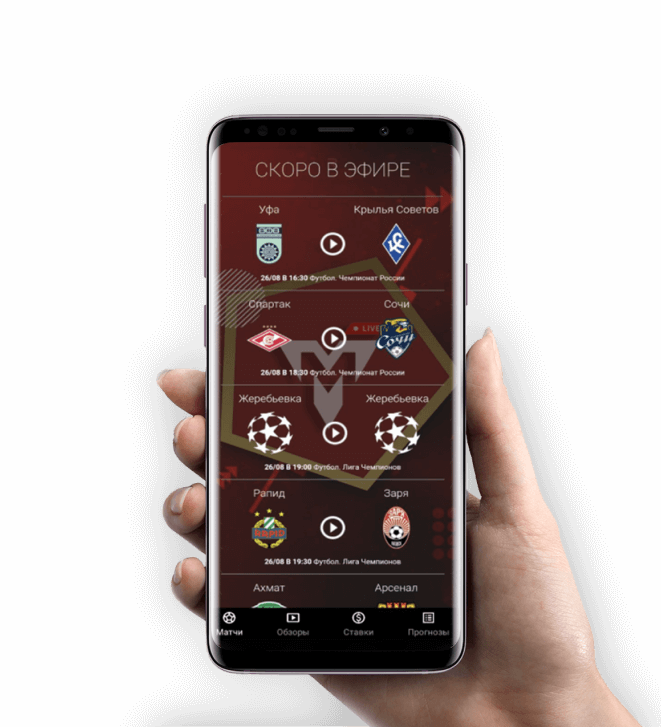 СКОРО В ЭФИРЕ
Уфа Крылья Советов
26/08 В 16:30 Футбол. Чемпионат России
Спартак Сочи
LIVE
Сочи
26/08 В 18:30 Футбол. Чемпионат России
Жеребьевка Жеребьевка
26/08 В 19:00 Футбол. Лига Чемпионов
Рапид Заря
RAPID
26/08 В 19:30 Футбол. Лига Чемпионов
Ахмат Арсенал
Матчи Обзоры Ставки Прогнозы